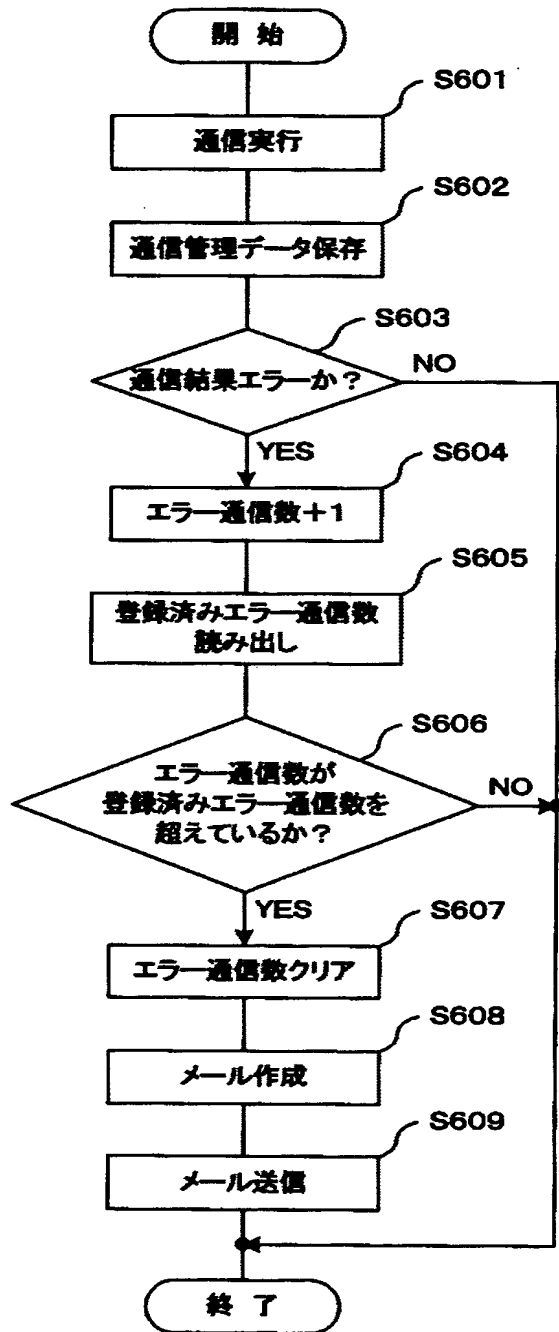 開 始
S601
通信実行
S602
通信管理データ保存
S603
通信結果エラーか？
NO
YES
S604
エラー通信数＋1
S605
登録済みエラー通信数
読み出し
S606
エラー通信数が
登録済みエラー通信数を
超えているか？
NO
YES
S607
エラー通信数クリア
S608
メール作成
S609
メール送信
終 了